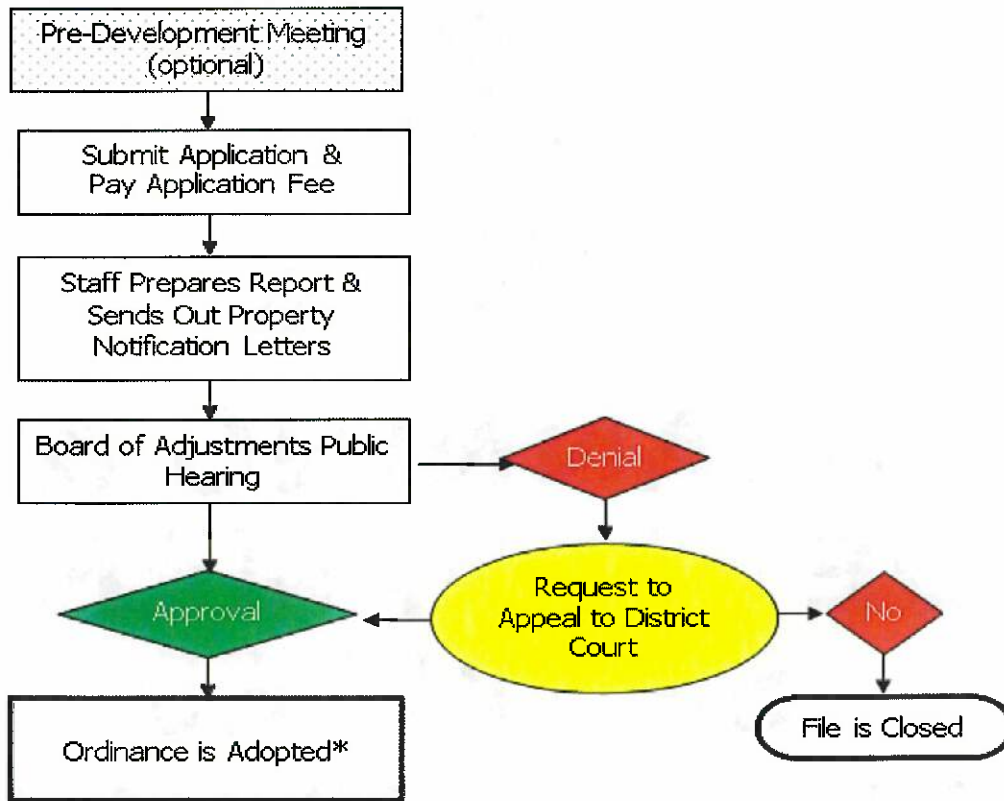 Pre-Development Meeting
(optional)
Submit Application &
Pay Application Fee
Staff Prepares Report &
Sends Out Property
Notification Letters
Board of Adjustments Public
Hearing
Denial
Approval
Request to
Appeal to District
Court
No
Ordinance is Adopted*
File is Closed